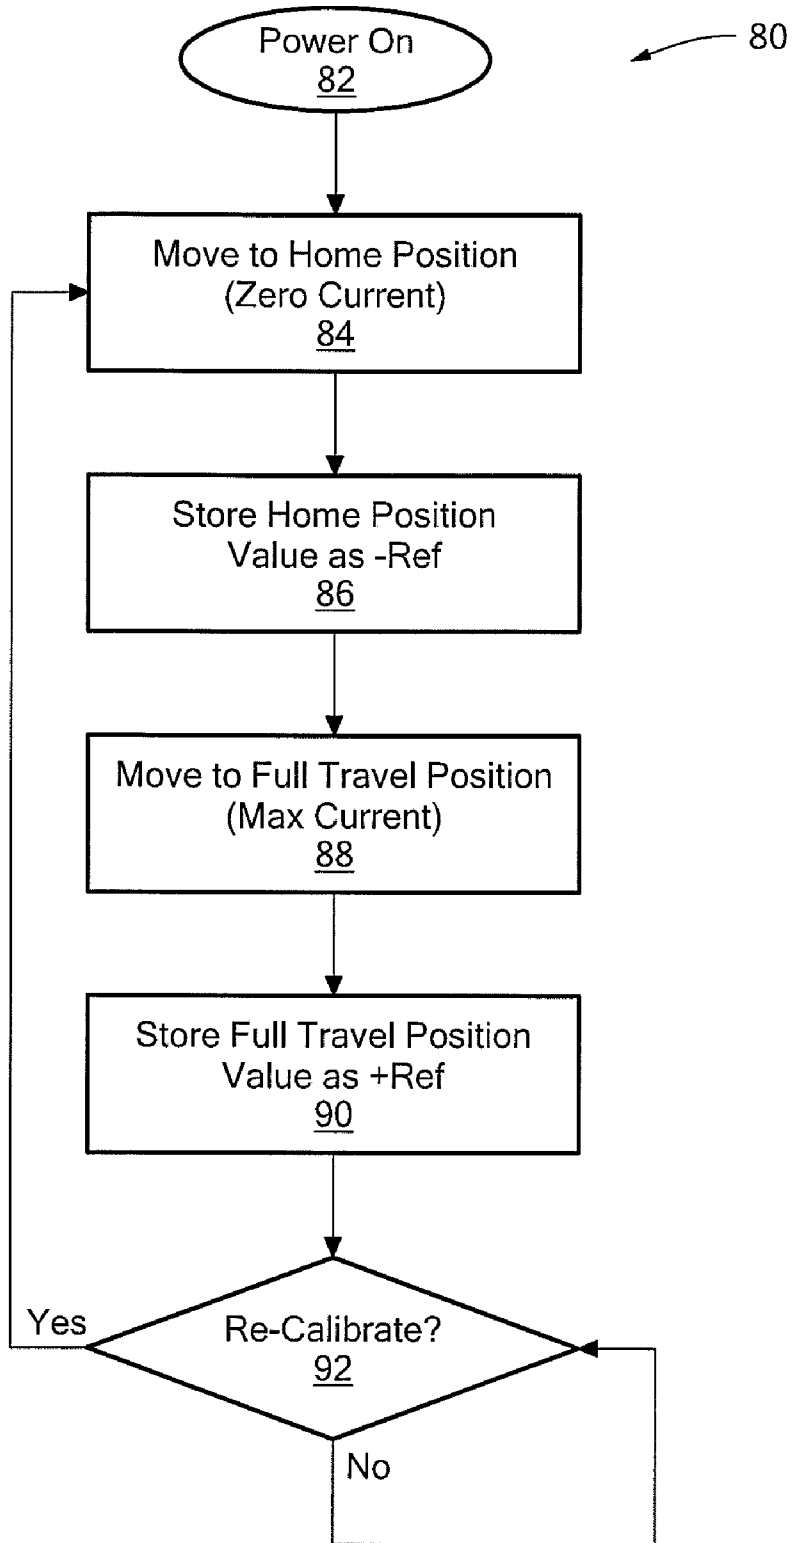 Power On
82
80
Move to Home Position
(Zero Current)
84
Store Home Position
Value as -Ref
86
Move to Full Travel Position
(Max Current)
88
Store Full Travel Position
Value as +Ref
90
Yes
Re-Calibrate?
92
No